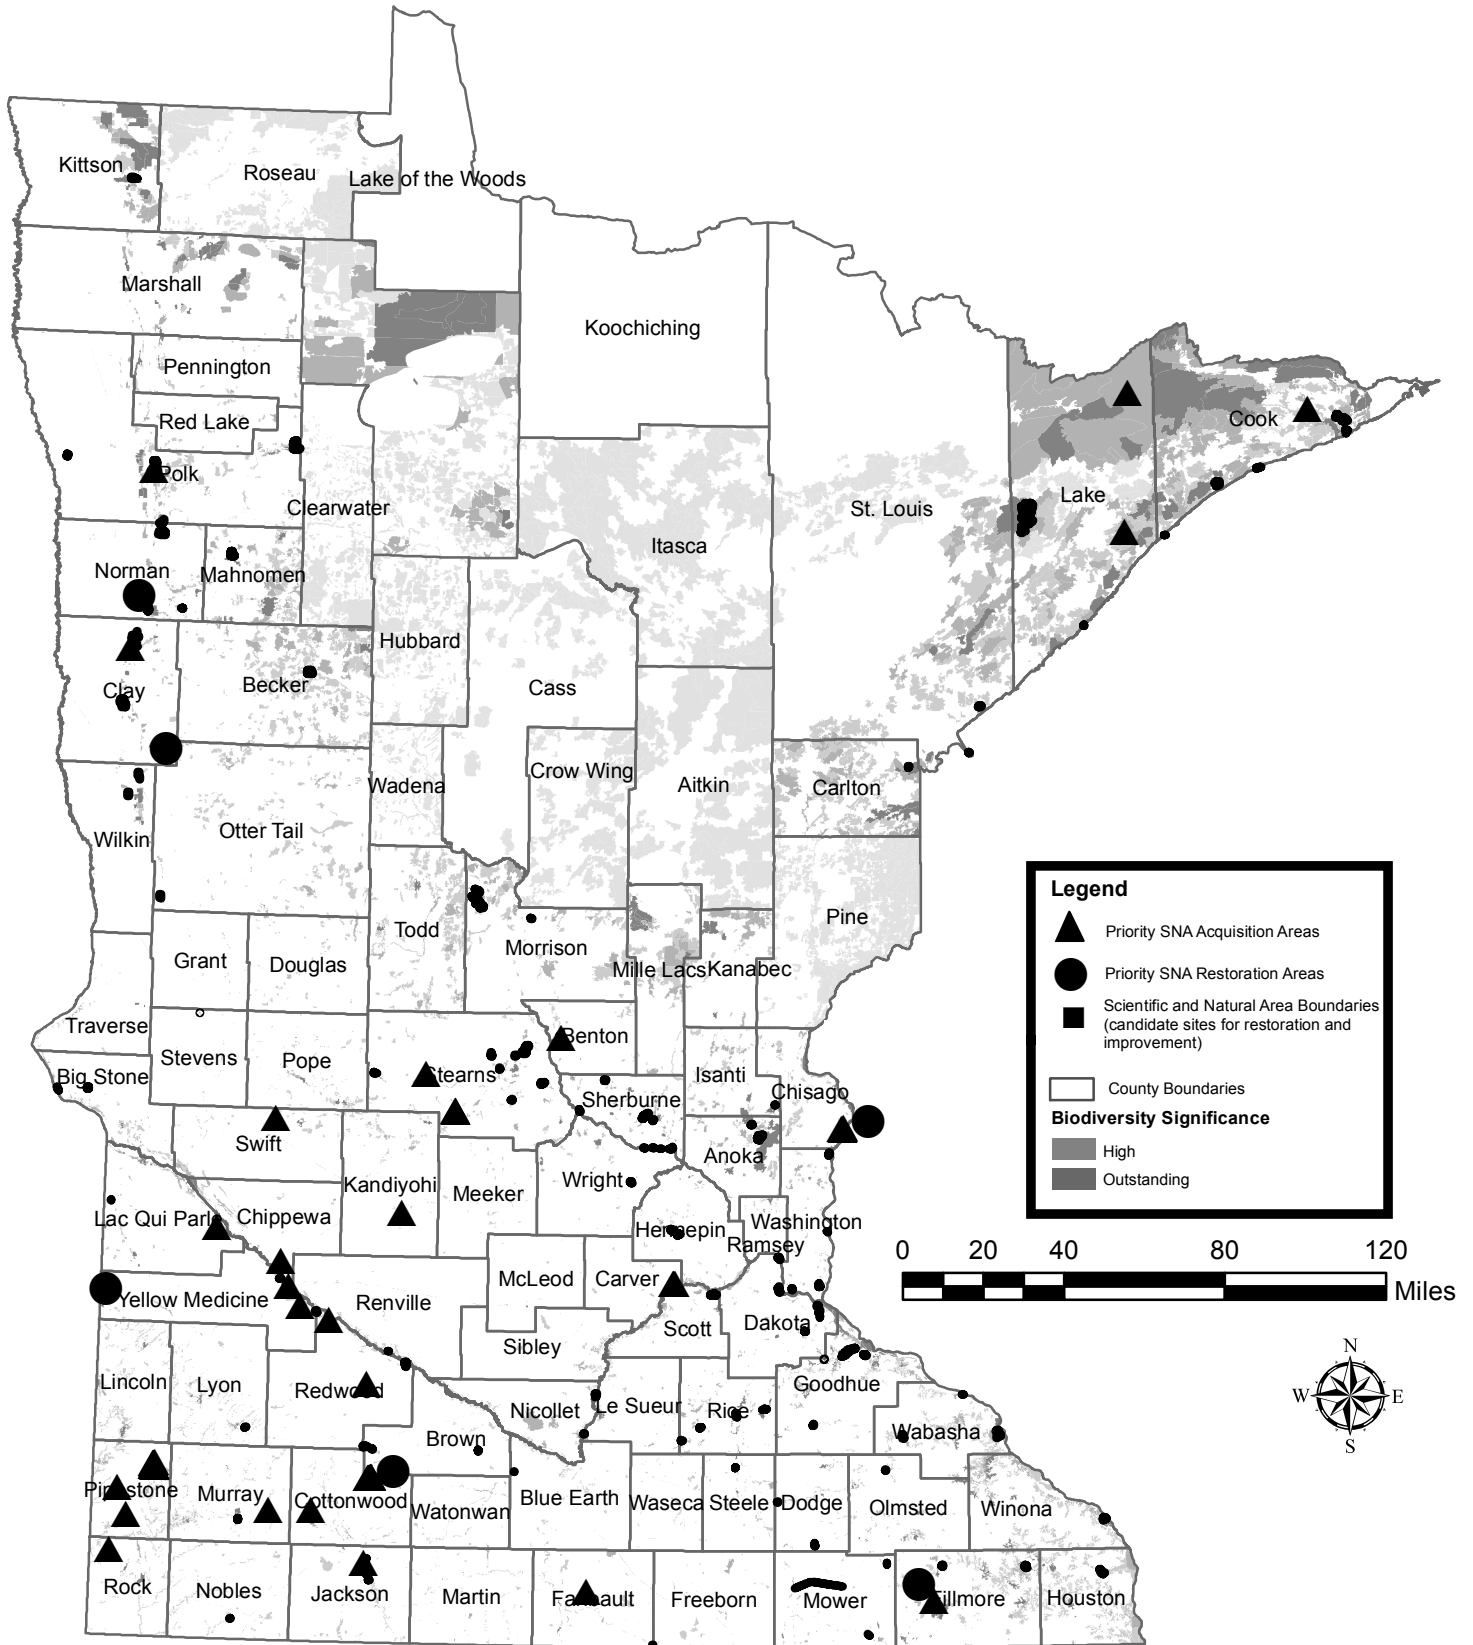 Kittson
Roseau
Lake of the Woods
Marshall
Koochiching
Pennington
Red Lake
Cook
Polk
Clearwater
Lake
St. Louis
Itasca
Norman
Mahnomen
Hubbard
Becker
Clay
Cass
Crow Wing
Aitkin
Wadena
Carlton
Otter Tail
Wilkin
Legend
Priority SNA Acquisition Areas
Priority SNA Restoration Areas
Scientific and Natural Area Boundaries
(candidate sites for restoration and
improvement)
County Boundaries
Biodiversity Significance
High
Outstanding
Pine
Todd
Morrison
Grant
Douglas
Mille Lacs
Kanabec
Traverse
Benton
Stevens
Pope
Big Stone
Stearns
Isanti
Chisago
Sherburne
Swift
Anoka
Kandiyohi
Meeker
Wright
Lac Qui Parle
Chippewa
Hennepin
Washington
Ramsey
0 20 40 80 120
Miles
McLeod
Carver
Yellow Medicine
Renville
Scott
Dakota
Sibley
N
W E
S
Lincoln
Lyon
Redwood
Goodhue
Nicollet
Le Sueur
Rice
Brown
Wabasha
Pipestone
Murray
Cottonwood
Watonwan
Blue Earth
Waseca
Steele
Dodge
Olmsted
Winona
Rock
Nobles
Jackson
Martin
Faribault
Freeborn
Mower
Fillmore
Houston